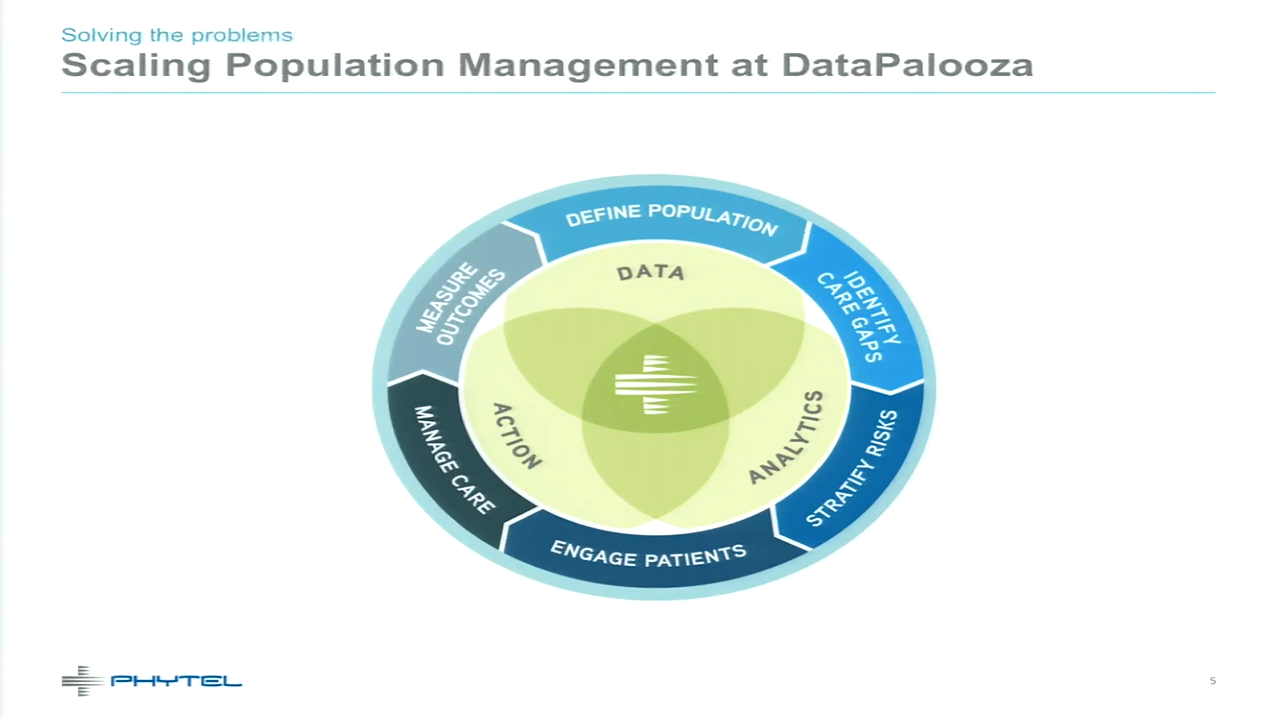 Solving the problems
Scaling Population Management at DataPalooza
DEFINE POPULATION
IDENTIFY
CARE GAPS
STRATIFY RISKS
ENGAGE PATIENTS
MANAGE CARE
MEASURE
OUTCOMES
DATA
ANALYTICS
ACTION
PHYTEL
5